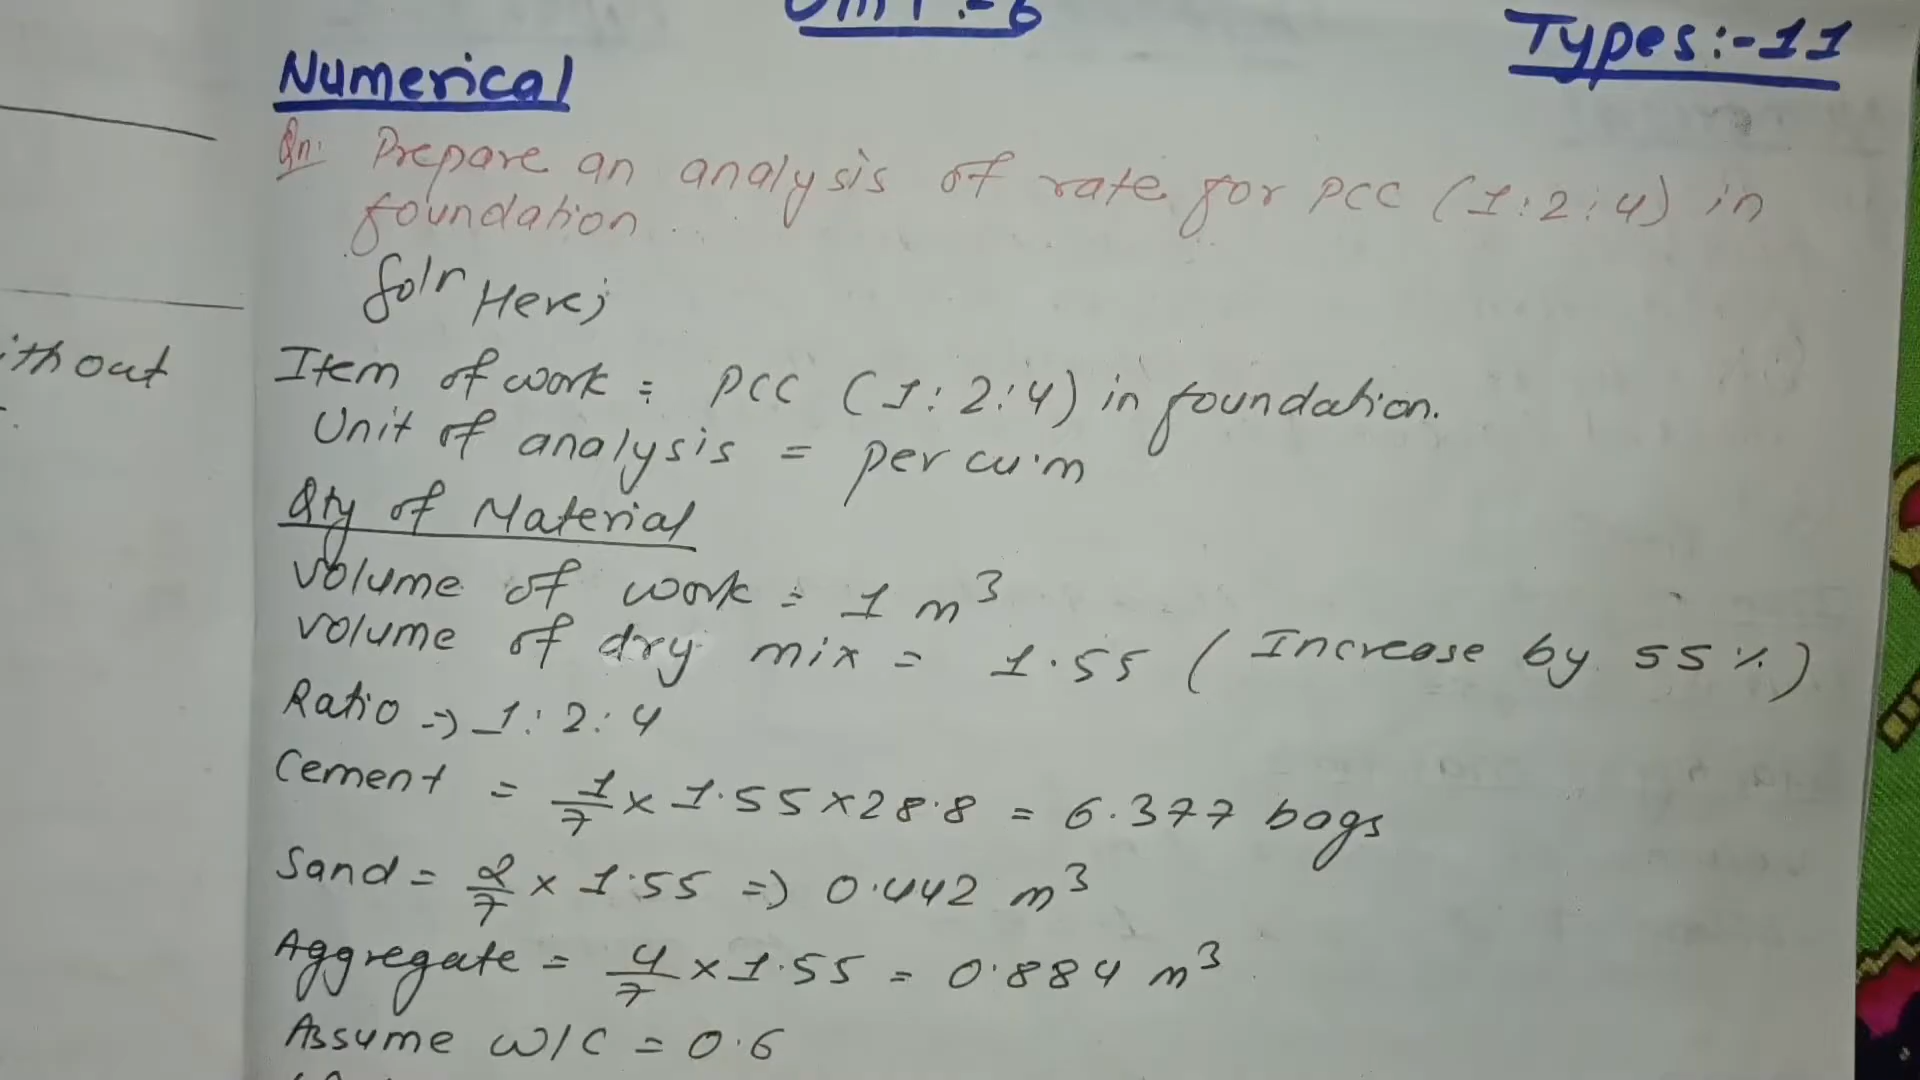 Unit :- 6
Types:-11
Numerical
Qn. Prepare an analysis of rate for PCC (1:2:4) in
foundation.
Soln Here;
ithout
Item of work = PCC (1:2:4) in foundation.
Unit of analysis = per cu.m
Qty of Material
Volume of work = 1 m³
Volume of dry mix = 1.55 (Increase by 55%)
Ratio => 1:2:4
Cement = 1/7 x 1.55 x 28.8 = 6.377 bags
Sand = 2/7 x 1.55 => 0.442 m³
Aggregate = 4/7 x 1.55 = 0.884 m³
Assume W/C = 0.6